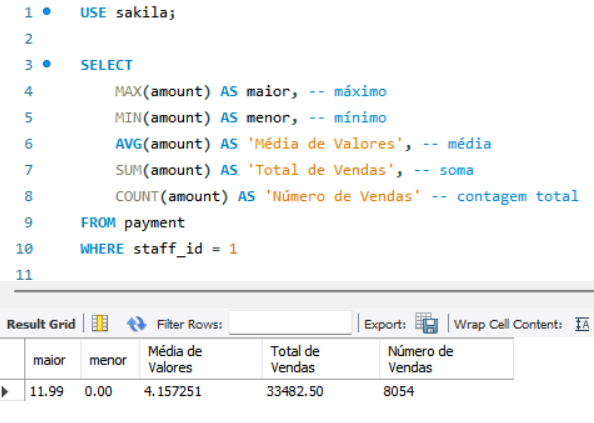 1 USE sakila;
2
3 SELECT
4 MAX(amount) AS maior, -- máximo
5 MIN(amount) AS menor, -- mínimo
6 AVG(amount) AS 'Média de Valores', -- média
7 SUM(amount) AS 'Total de Vendas', -- soma
8 COUNT(amount) AS 'Número de Vendas' -- contagem total
9 FROM payment
10 WHERE staff_id = 1
11
Result Grid Filter Rows: Export: Wrap Cell Content: IA
maior menor Média de Valores Total de Vendas Número de Vendas
11.99 0.00 4.157251 33482.50 8054